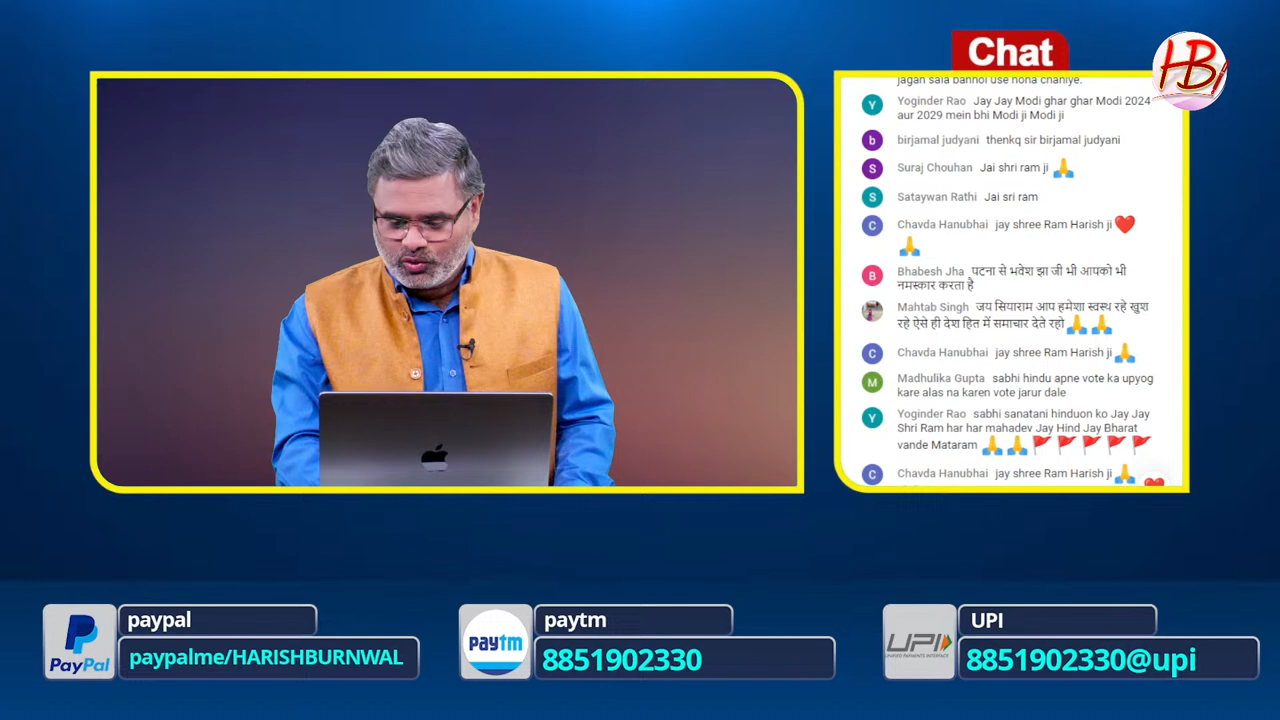 Chat
HB
jagan sala bahnoi use hona chahiye.
Y Yoginder Rao Jay Jay Modi ghar ghar Modi 2024
aur 2029 mein bhi Modi ji Modi ji
b birjamal judyani thenkq sir birjamal judyani
S Suraj Chouhan Jai shri ram ji 🙏
S Sataywan Rathi Jai sri ram
C Chavda Hanubhai jay shree Ram Harish ji ❤️
🙏
B Bhabesh Jha पटना से भवेश झा जी भी आपको भी
नमस्कार करता है
Mahtab Singh जय सियाराम आप हमेशा स्वस्थ रहे खुश
रहे ऐसे ही देश हित में समाचार देते रहो 🙏 🙏
C Chavda Hanubhai jay shree Ram Harish ji 🙏
M Madhulika Gupta sabhi hindu apne vote ka upyog
kare alas na karen vote jarur dale
Y Yoginder Rao sabhi sanatani hinduon ko Jay Jay
Shri Ram har har mahadev Jay Hind Jay Bharat
vande Mataram 🙏 🙏 🚩 🚩 🚩 🚩 🚩
C Chavda Hanubhai jay shree Ram Harish ji 🙏 ❤️
paypal
PayPal paypalme/HARISHBURNWAL
paytm
paytm 8851902330
UPI
UPI 8851902330@upi
UNIFIED PAYMENTS INTERFACE